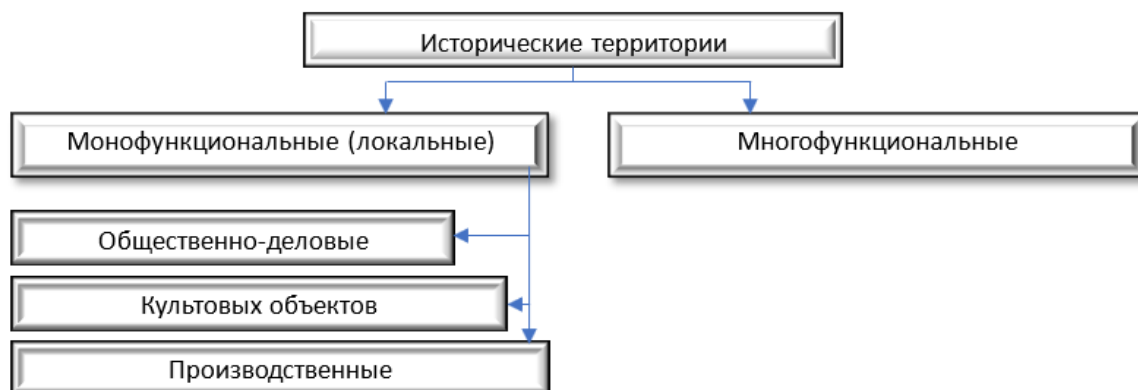 Исторические территории
Монофункциональные (локальные)
Многофункциональные
Общественно-деловые
Культовых объектов
Производственные